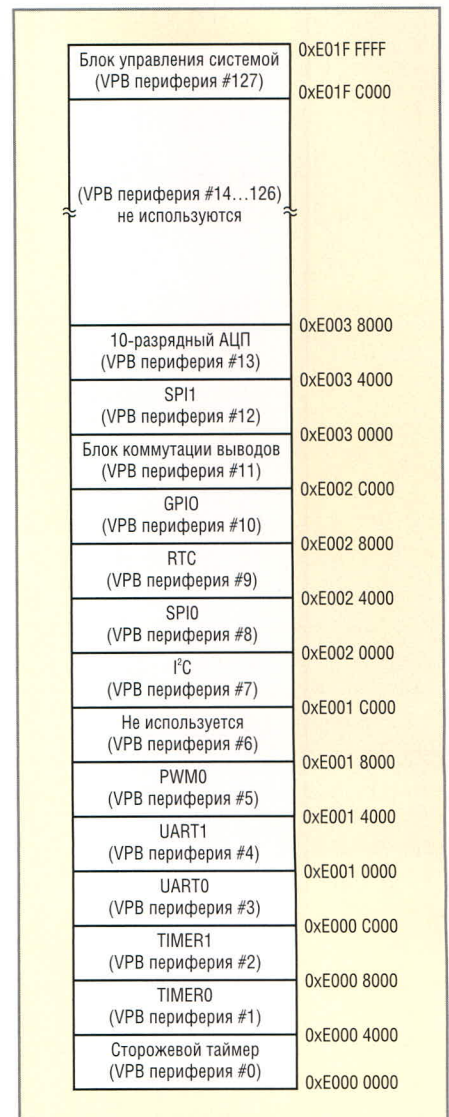 0xE01F FFFF
Блок управления системой
(VPB периферия #127)
0xE01F C000
(VPB периферия #14...126)
не используются
0xE003 8000
10-разрядный АЦП
(VPB периферия #13)
0xE003 4000
SPI1
(VPB периферия #12)
0xE003 0000
Блок коммутации выводов
(VPB периферия #11)
0xE002 C000
GPIO
(VPB периферия #10)
0xE002 8000
RTC
(VPB периферия #9)
0xE002 4000
SPI0
(VPB периферия #8)
0xE002 0000
I²C
(VPB периферия #7)
0xE001 C000
Не используется
(VPB периферия #6)
0xE001 8000
PWM0
(VPB периферия #5)
0xE001 4000
UART1
(VPB периферия #4)
0xE001 0000
UART0
(VPB периферия #3)
0xE000 C000
TIMER1
(VPB периферия #2)
0xE000 8000
TIMER0
(VPB периферия #1)
0xE000 4000
Сторожевой таймер
(VPB периферия #0)
0xE000 0000